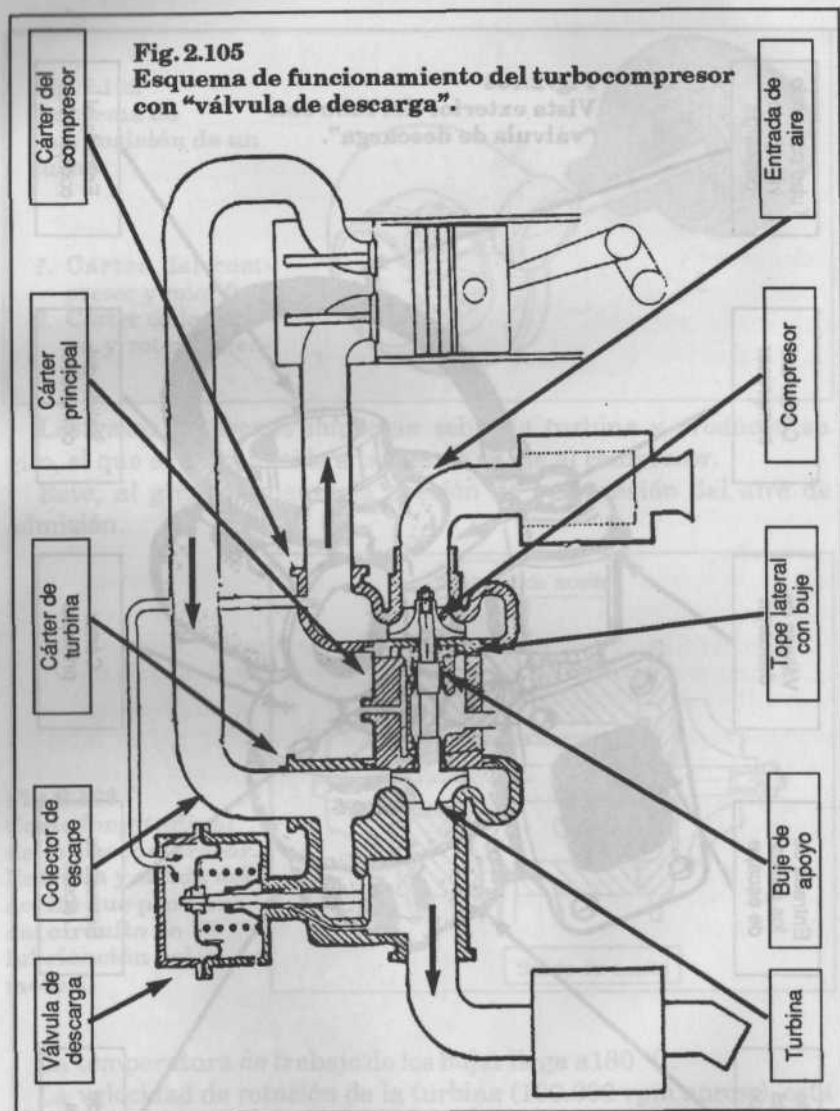 Fig. 2.105
Esquema de funcionamiento del turbocompresor
con "válvula de descarga".
Cárter del
compresor
Cárter
principal
Cárter de
turbina
Colector de
escape
Válvula de
descarga
Entrada de
aire
Compresor
Tope lateral
con buje
Buje de
apoyo
Turbina